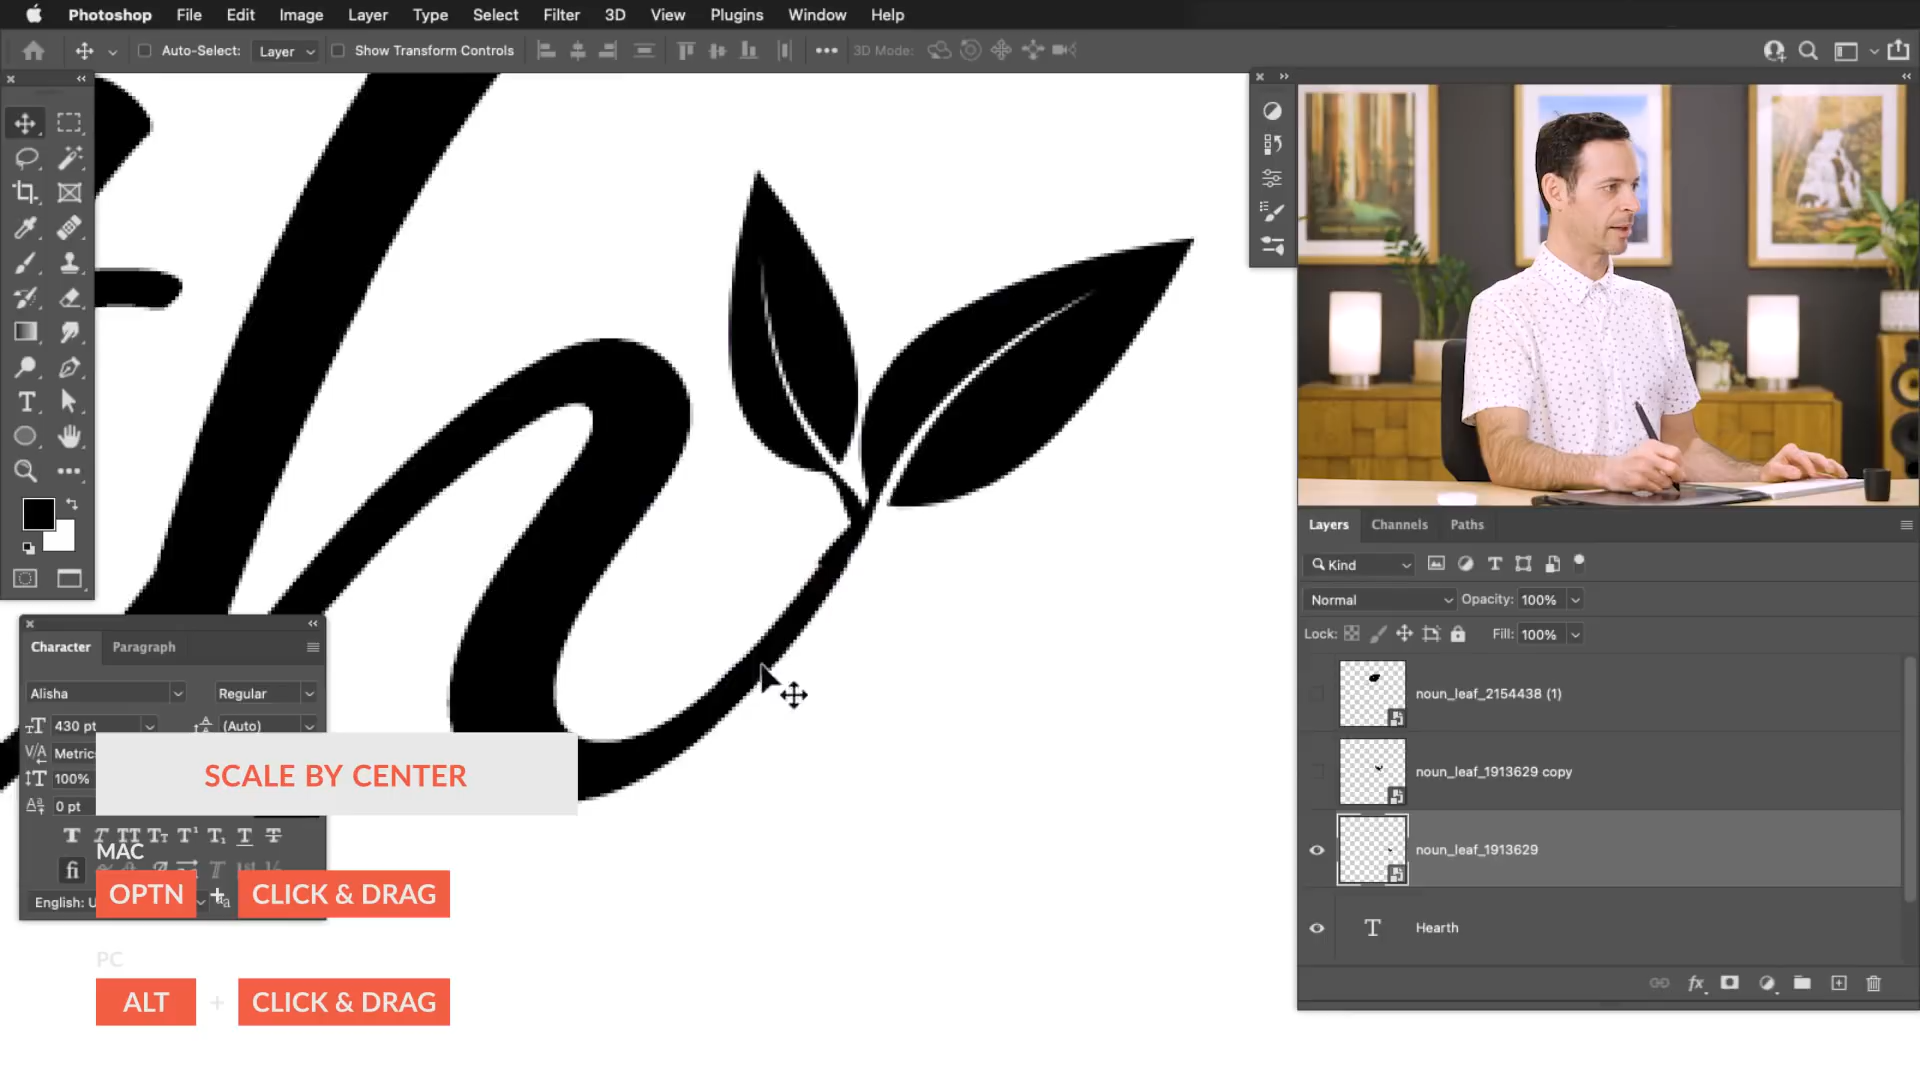 Photoshop File Edit Image Layer Type Select Filter 3D View Plugins Window Help
Auto-Select: Layer Show Transform Controls 3D Mode:
h
Layers Channels Paths
Kind
Normal Opacity: 100%
Lock: Fill: 100%
noun_leaf_2154438 (1)
noun_leaf_1913629 copy
noun_leaf_1913629
Hearth
Character Paragraph
Alisha Regular
430 pt (Auto)
Metrics
100%
0 pt
English: U
SCALE BY CENTER
MAC
OPTN + CLICK & DRAG
PC
ALT + CLICK & DRAG